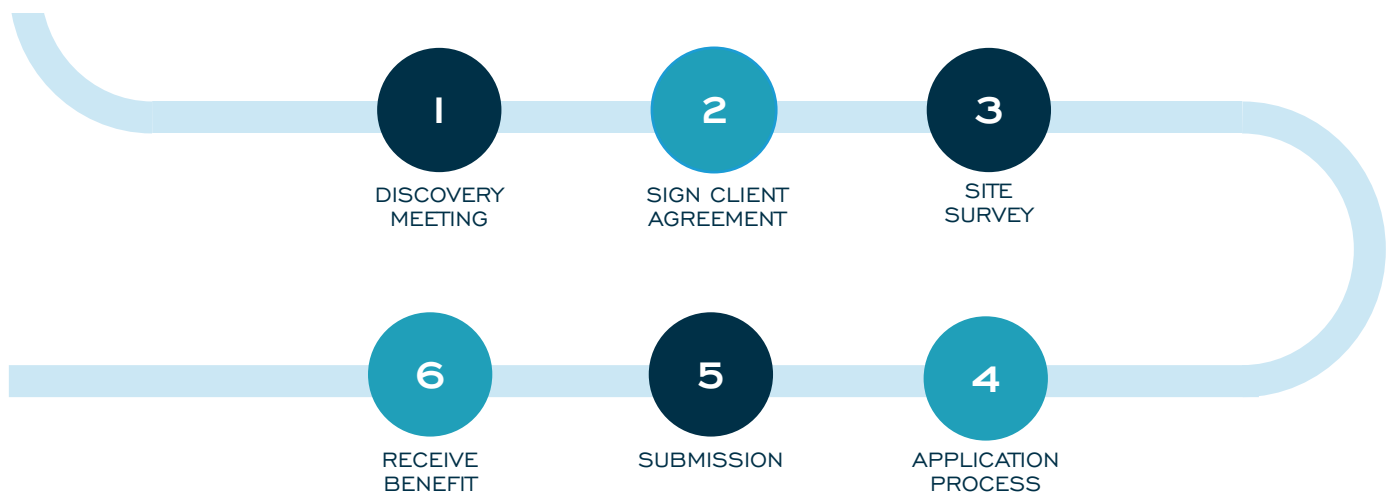 1
DISCOVERY
MEETING
2
SIGN CLIENT
AGREEMENT
3
SITE
SURVEY
4
APPLICATION
PROCESS
5
SUBMISSION
6
RECEIVE
BENEFIT